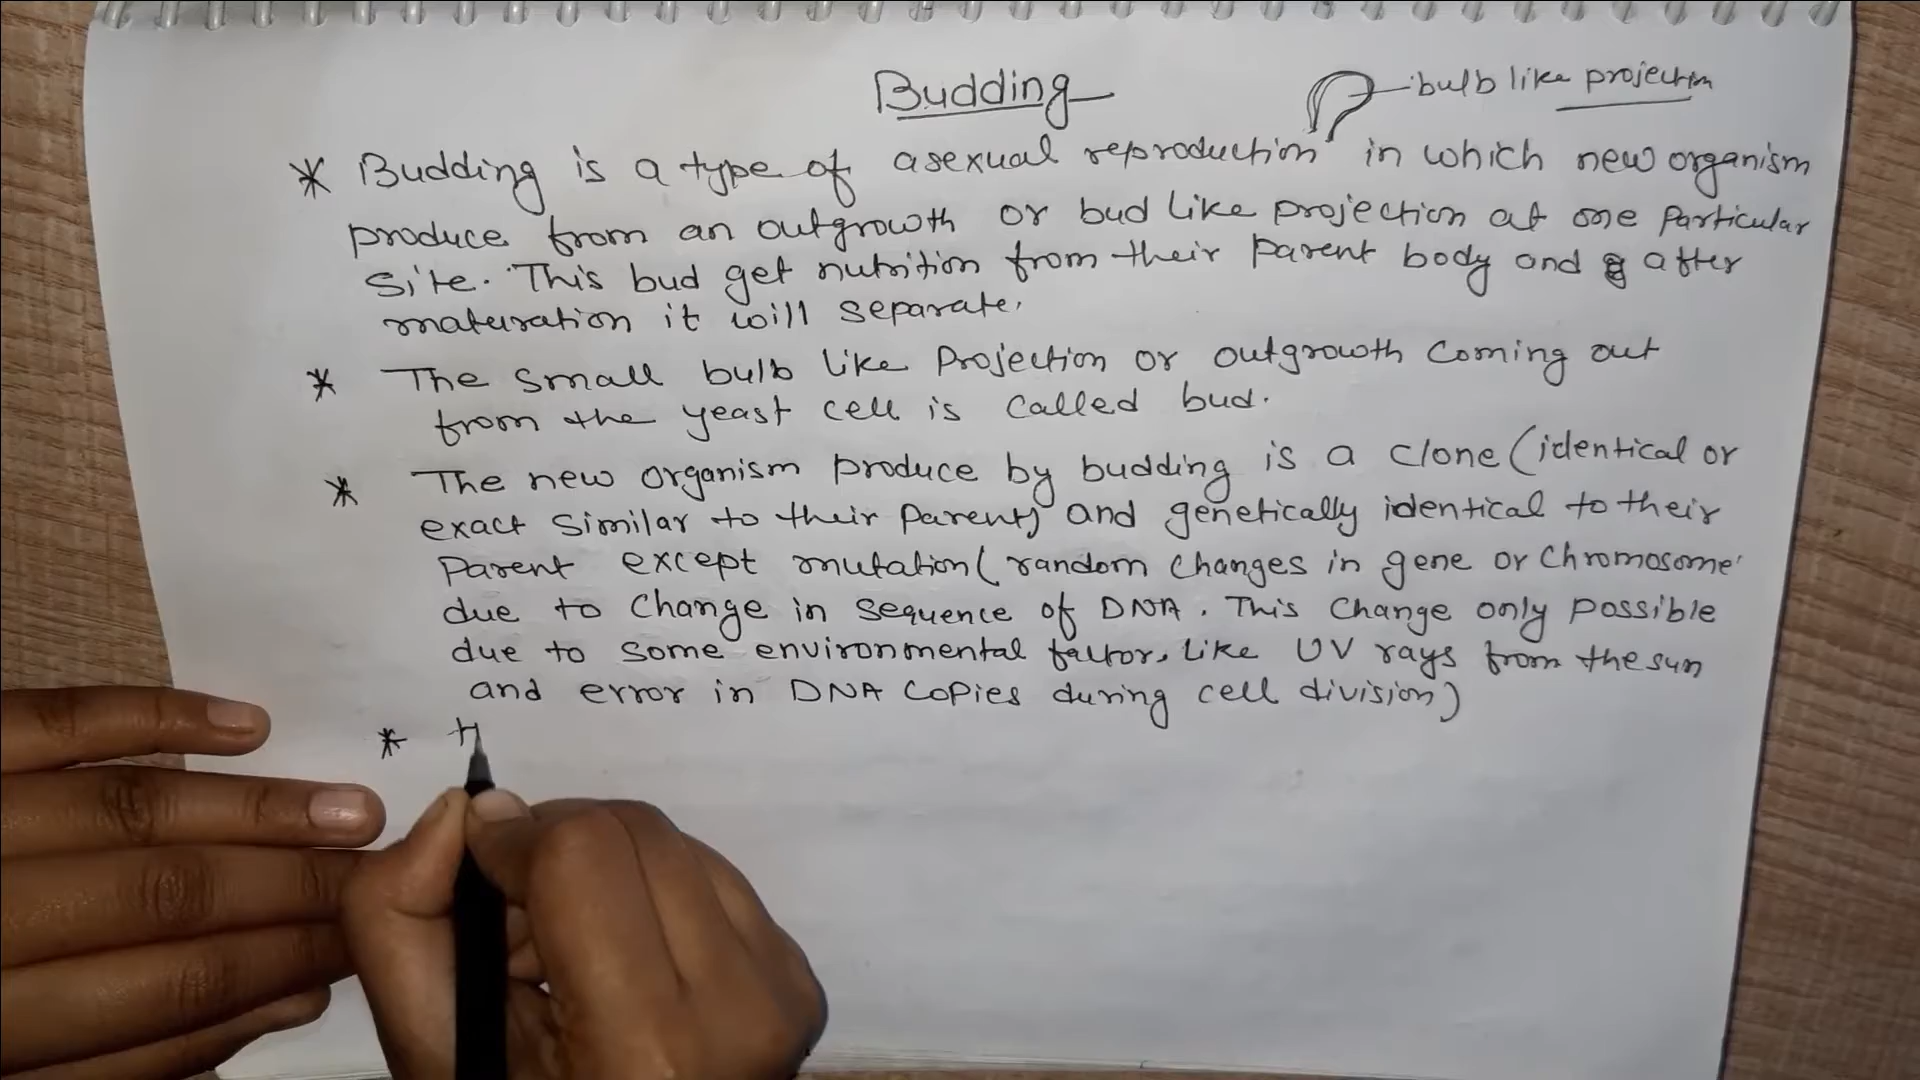 Budding
bulb like projection
* Budding is a type of asexual reproduction in which new organism
produce from an outgrowth or bud like projection at one particular
site. This bud get nutrition from their parent body and after
maturation it will separate.
* The small bulb like projection or outgrowth coming out
from the yeast cell is called bud.
* The new organism produce by budding is a clone (identical or
exact similar to their parent) and genetically identical to their
parent except mutation (random changes in gene or chromosome
due to change in sequence of DNA. This change only possible
due to some environmental factor, like UV rays from the sun
and error in DNA copies during cell division)
*